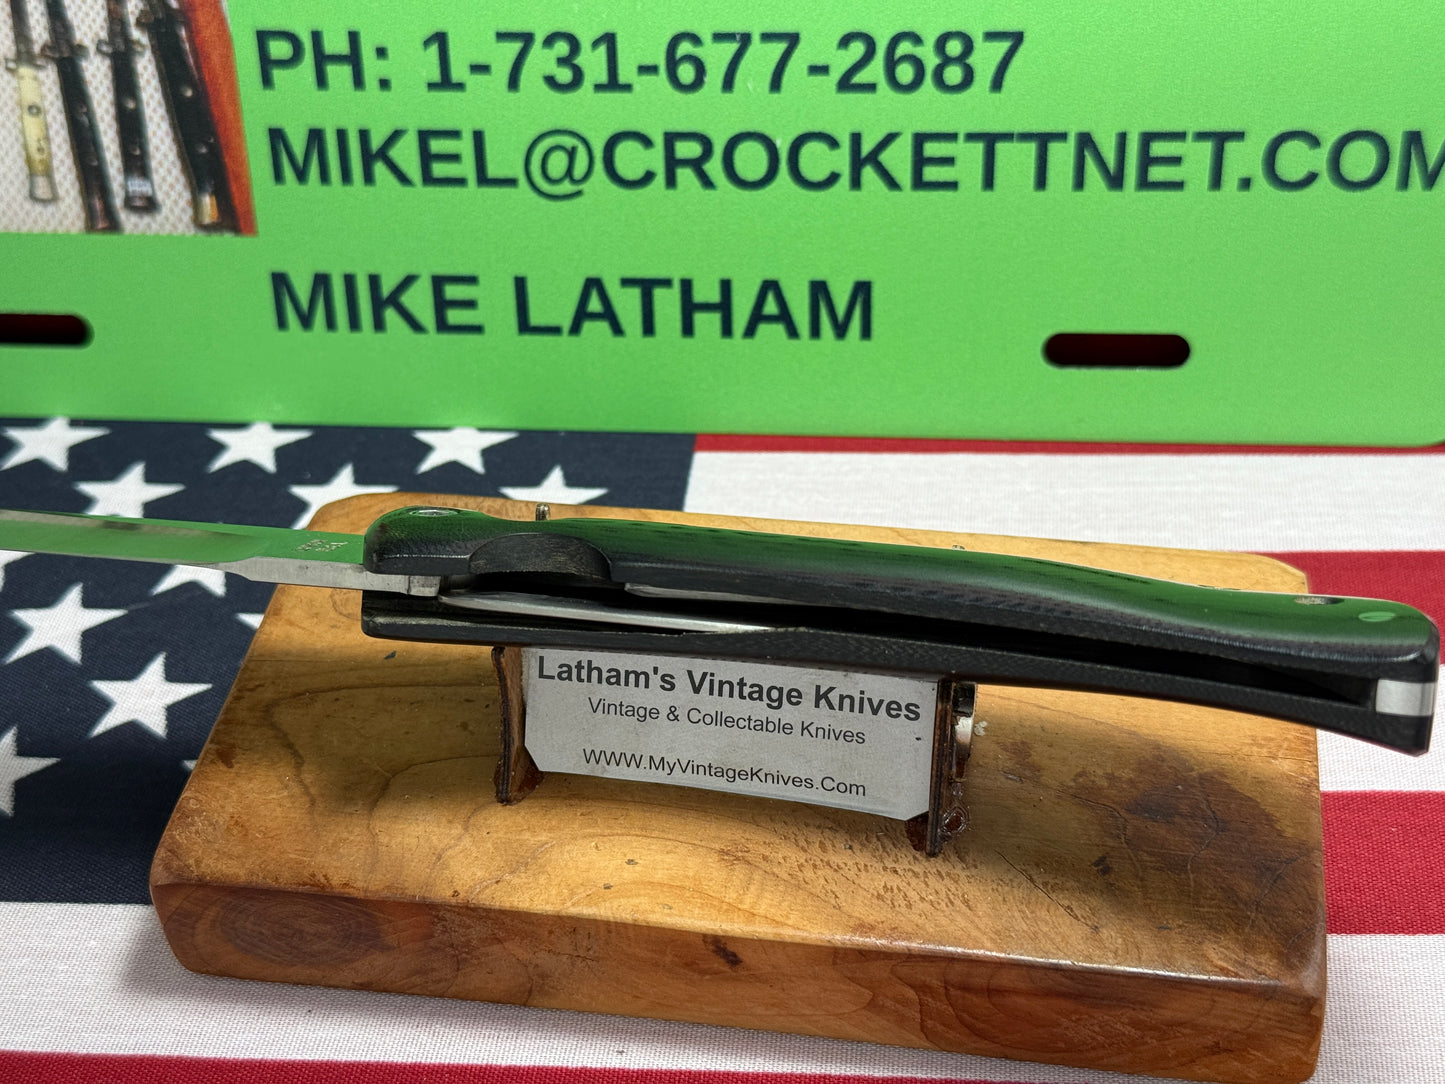 PH: 1-731-677-2687
MIKEL@CROCKETTNET.COM
MIKE LATHAM
Latham's Vintage Knives
Vintage & Collectable Knives
WWW.MyVintageKnives.Com